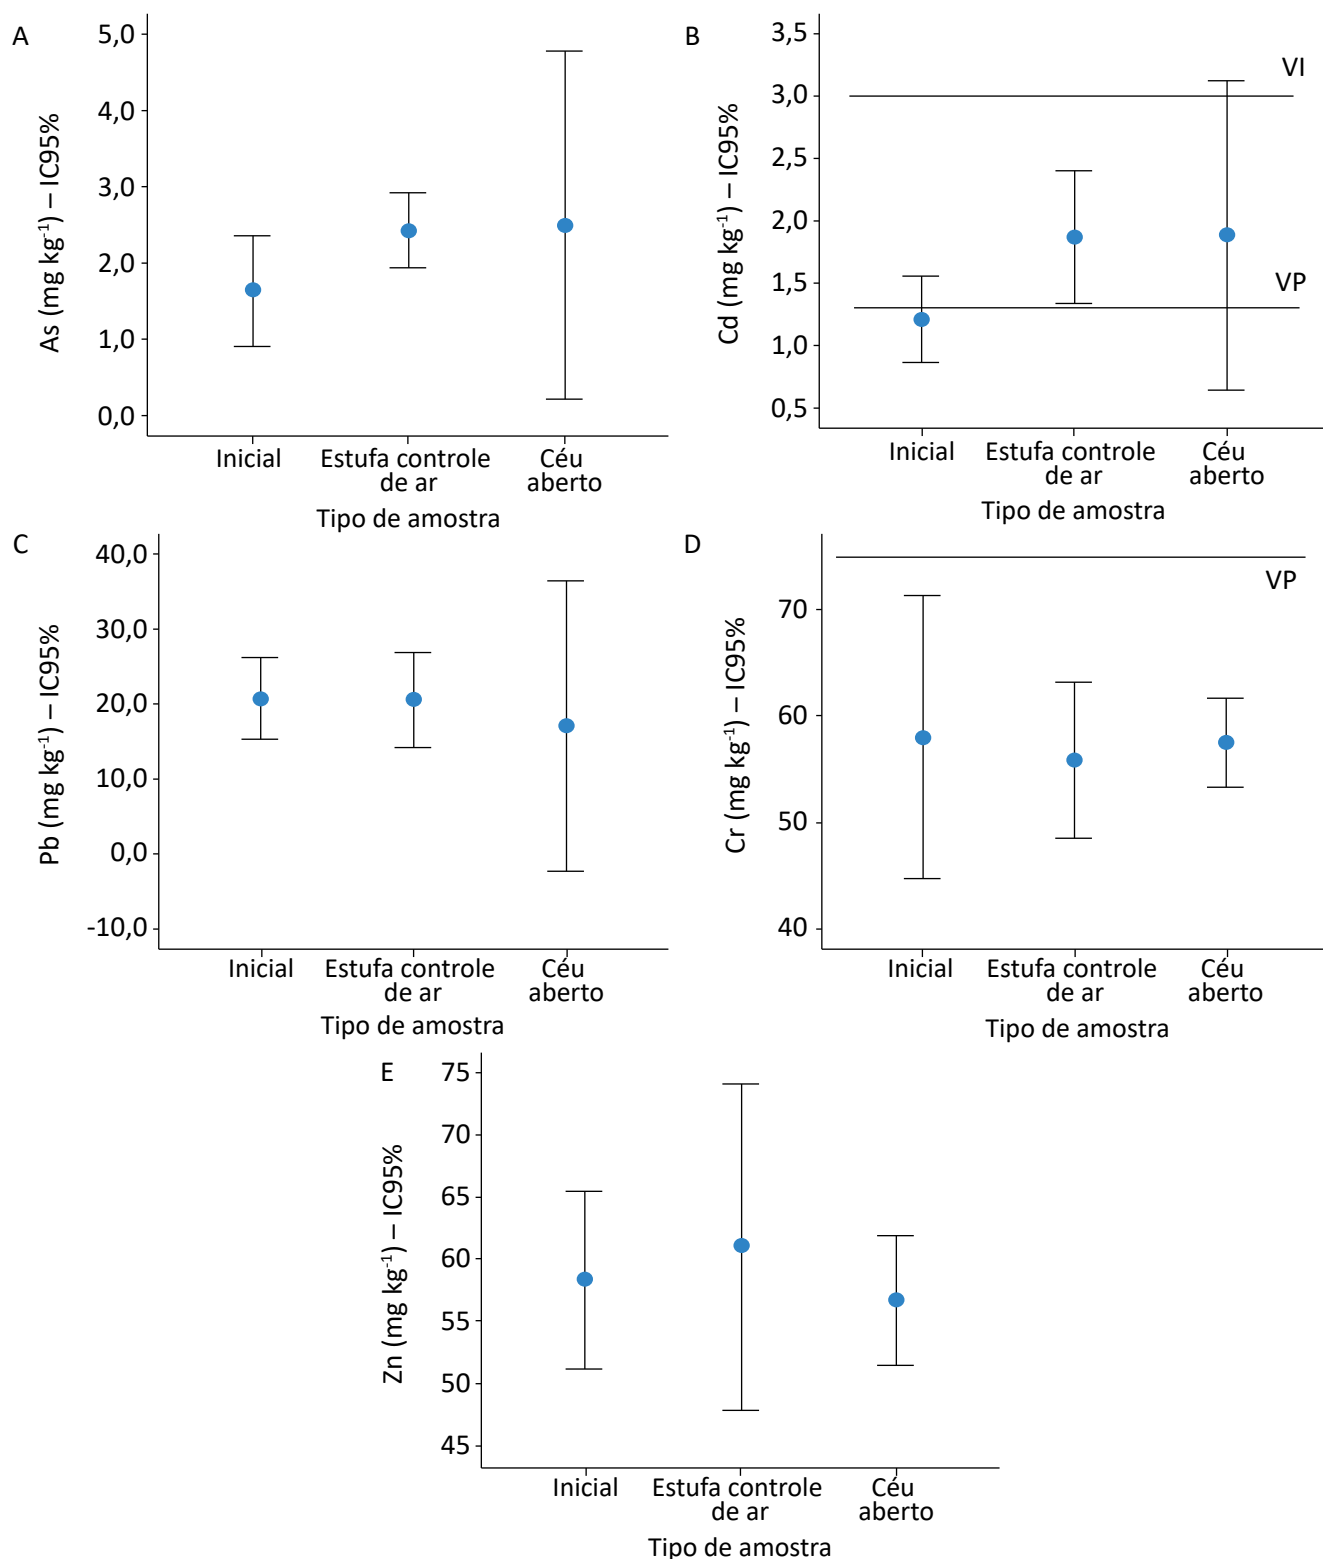 A
As (mg kg⁻¹) – IC95%
5,0
4,0
3,0
2,0
1,0
0,0
Inicial
Estufa controle
de ar
Céu
aberto
Tipo de amostra
B
Cd (mg kg⁻¹) – IC95%
3,5
3,0
2,5
2,0
1,5
1,0
0,5
VI
VP
Inicial
Estufa controle
de ar
Céu
aberto
Tipo de amostra
C
Pb (mg kg⁻¹) – IC95%
40,0
30,0
20,0
10,0
0,0
-10,0
Inicial
Estufa controle
de ar
Céu
aberto
Tipo de amostra
D
Cr (mg kg⁻¹) – IC95%
70
60
50
40
VP
Inicial
Estufa controle
de ar
Céu
aberto
Tipo de amostra
E
Zn (mg kg⁻¹) – IC95%
75
70
65
60
55
50
45
Inicial
Estufa controle
de ar
Céu
aberto
Tipo de amostra